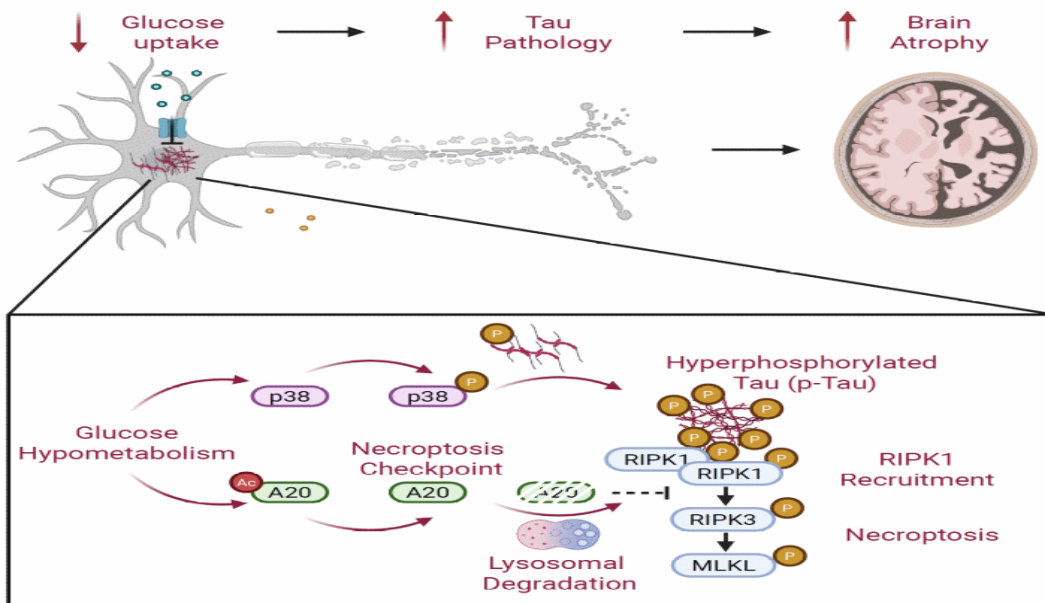 Glucose
uptake
Tau
Pathology
Brain
Atrophy
P
Hyperphosphorylated
Tau (p-Tau)
p38
p38
P
P
P
P
P
P
P
P
Glucose
Hypometabolism
Necroptosis
Checkpoint
RIPK1
RIPK1
P
RIPK1
Recruitment
Ac
A20
A20
A20
RIPK3
P
Necroptosis
Lysosomal
Degradation
MLKL
P